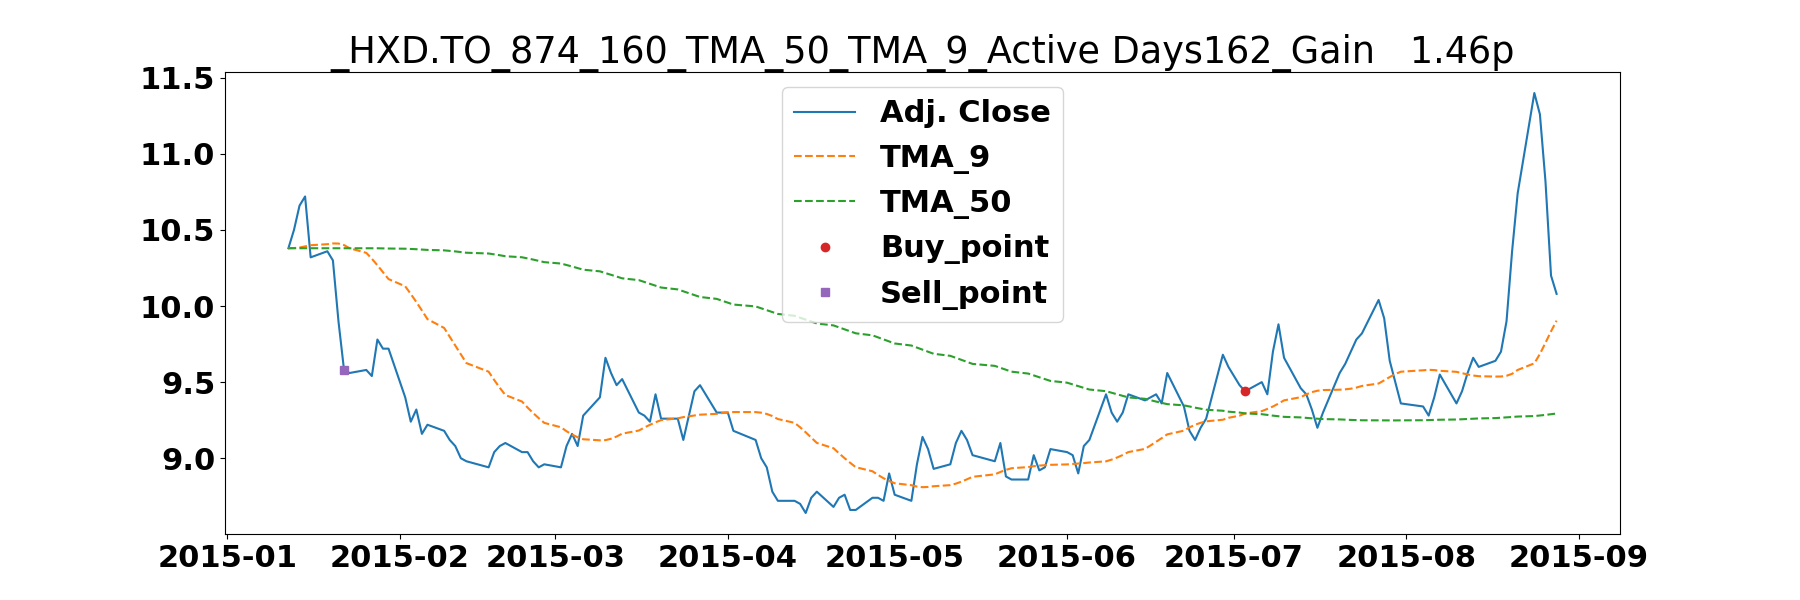 _HXD.TO_874_160_TMA_50_TMA_9_Active Days162_Gain   1.46p
11.5
11.0
10.5
10.0
9.5
9.0
Adj. Close
TMA_9
TMA_50
Buy_point
Sell_point
2015-01 2015-02 2015-03 2015-04 2015-05 2015-06 2015-07 2015-08 2015-09